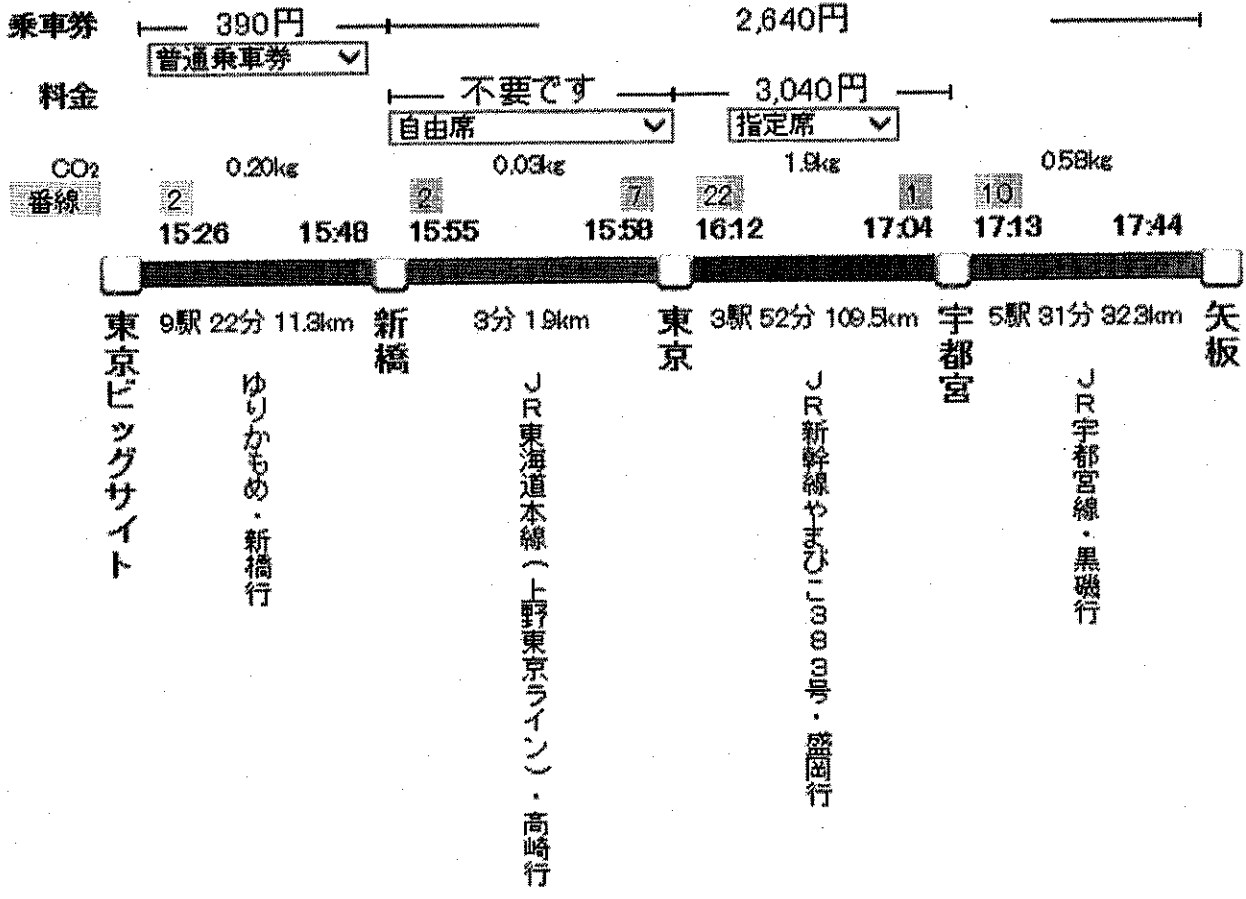 乗車券 390円 2,640円
普通乗車券
料金 不要です 3,040円
自由席 指定席
CO2 0.20kg 0.03kg 1.9kg 0.58kg
番線 2 2 7 22 1 10
15:26 15:48 15:55 15:58 16:12 17:04 17:13 17:44
9駅 22分 11.3km 3分 1.9km 3駅 52分 109.5km 5駅 31分 32.3km
東京ビッグサイト
ゆりかもめ・新橋行
新橋
JR東海道本線(上野東京ライン)・高崎行
東京
JR新幹線やまびこ383号・盛岡行
宇都宮
JR宇都宮線・黒磯行
矢板